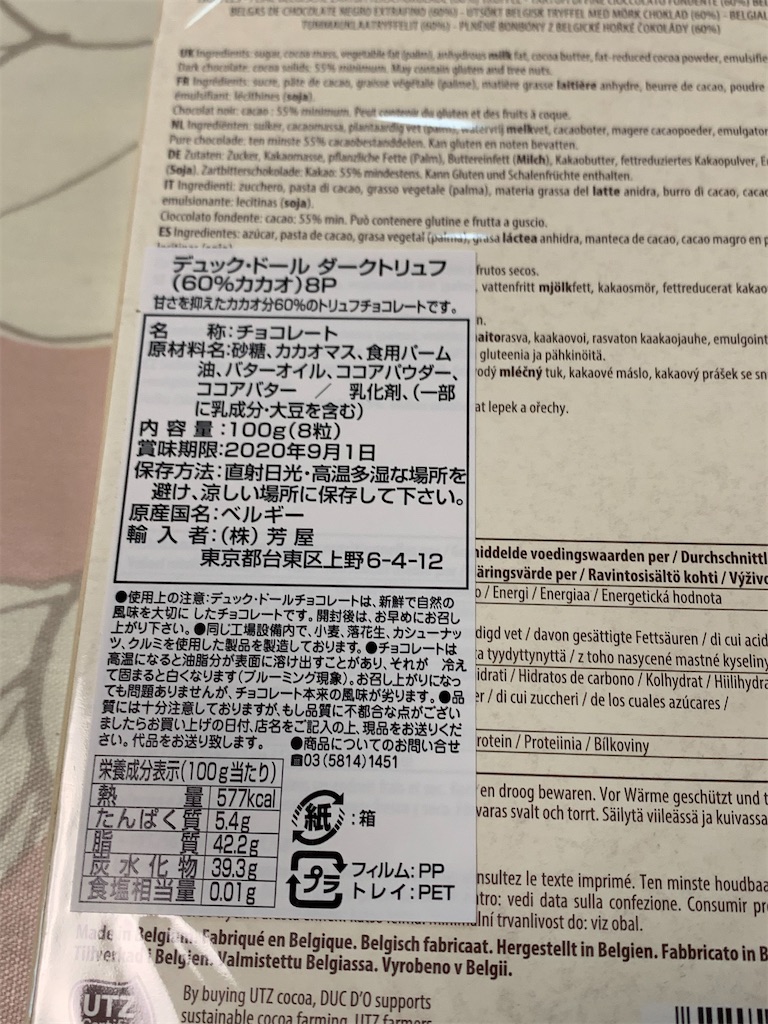 BELGAS DE CHOCOLATE NEGRO EXTRAFINO (60%) - UTSÖKT BELGISK TRYFFEL MED MÖRK CHOKLAD (60%) - BELGIAL
(60%) - PLNĚNÉ BONBÓNY Z BELGICKÉ HOŘKÉ ČOKOLÁDY (60%)
UK Ingredients: sugar, cocoa mass, vegetable fat (palm), anhydrous milk fat, cocoa butter, fat-reduced cocoa powder, emulsifie
Dark chocolate: cocoa solids: 55% minimum. May contain gluten and tree nuts.
FR Ingrédients: sucre, pâte de cacao, graisse végétale (palme), matière grasse laitière anhydre, beurre de cacao, poudre
émulsifiant: lécithines (soja).
Chocolat noir: cacao : 55% minimum. Peut contenir du gluten et des fruits à coque.
NL Ingrediënten: suiker, cacaomassa, plantaardig vet (palm), watervrij melkvet, cacaoboter, magere cacaopoeder, emulgator
Pure chocolade: ten minste 55% cacaobestanddelen. Kan gluten en noten bevatten.
DE Zutaten: Zucker, Kakaomasse, pflanzliche Fette (Palm), Butterreinfett (Milch), Kakaobutter, fettreduziertes Kakaopulver, E
(Soja). Zartbitterschokolade: Kakao: 55% mindestens. Kann Gluten und Schalenfrüchte enthalten.
IT Ingredienti: zucchero, pasta di cacao, grasso vegetale (palma), materia grassa del latte anidra, burro di cacao, cacao
emulsionante: lecitinas (soja).
Cioccolato fondente: cacao: 55% min. Può contenere glutine e frutta a guscio.
ES Ingredientes: azúcar, pasta de cacao, grasa vegetal (palma), grasa láctea anhidra, manteca de cacao, cacao magro en p
frutos secos.
, vattenfritt mjölkfett, kakaosmör, fettreducerat kakao
n.
aitorasva, kaakaovoi, rasvaton kaakaojauhe, emulgoint
gluteenia ja pähkinöitä.
odý mléčný tuk, kakaové máslo, kakaový prášek se sn
at lepek a ořechy.
デュック・ドール ダークトリュフ
(60%カカオ)8P
甘さを抑えたカカオ分60%のトリュフチョコレートです。
名 称:チョコレート
原材料名:砂糖、カカオマス、食用パーム
油、バターオイル、ココアパウダー、
ココアバター / 乳化剤、(一部
に乳成分・大豆を含む)
内容量:100g(8粒)
賞味期限:2020年9月1日
保存方法:直射日光・高温多湿な場所を
避け、涼しい場所に保存して下さい。
原産国名:ベルギー
輸入者:(株)芳屋
東京都台東区上野6-4-12
●使用上の注意:デュック・ドールチョコレートは、新鮮で自然の
風味を大切に したチョコレートです。開封後は、お早めにお召し
上がり下さい。●同じ工場設備内で、小麦、落花生、カシューナッ
ツ、クルミを使用した製品を製造しております。●チョコレートは
高温になると油脂分が表面に溶け出すことがあり、それが 冷え
て固まると白くなります(ブルーミング現象)。お召し上がりになっ
ても問題ありませんが、チョコレート本来の風味が劣ります。●品
質には十分注意しておりますが、もし品質に不都合な点がござい
ましたらお買い上げの日付、店名をご記入の上、現品をお送りくだ
さい。代品をお送り致します。 ●商品についてのお問い合せ
☎03(5814)1451
栄養成分表示(100g当たり)
熱量 577kcal
たんぱく質 5.4g
脂質 42.2g
炭水化物 39.3g
食塩相当量 0.01g
紙:箱
プラ フィルム:PP
トレイ:PET
niddelde voedingswaarden per / Durchschnittl
äringsvärde per / Ravintosisältö kohti / Výživo
o / Energi / Energiaa / Energetická hodnota
digd vet / davon gesättigte Fettsäuren / di cui acid
ta tyydyttynyttä / z toho nasycené mastné kyseliny
idrati / Hidratos de carbono / Kolhydrat / Hiilihydra
er / di cui zuccheri / de los cuales azúcares /
rotein / Proteiinia / Bílkoviny
en droog bewaren. Vor Wärme geschützt und t
varas svalt och torrt. Säilytä viileässä ja kuivassa
nsultez le texte imprimé. Ten minste houdbaa
tro: vedi data sulla confezione. Consumir pr
lní trvanlivost do: viz obal.
Made in Belgium. Fabriqué en Belgique. Belgisch fabricaat. Hergestellt in Belgien. Fabbricato in B
Tillverkad i Belgien. Valmistettu Belgiassa. Vyrobeno v Belgii.
UTZ
Certified
By buying UTZ cocoa, DUC D'O supports
sustainable cocoa farming. UTZ farmers